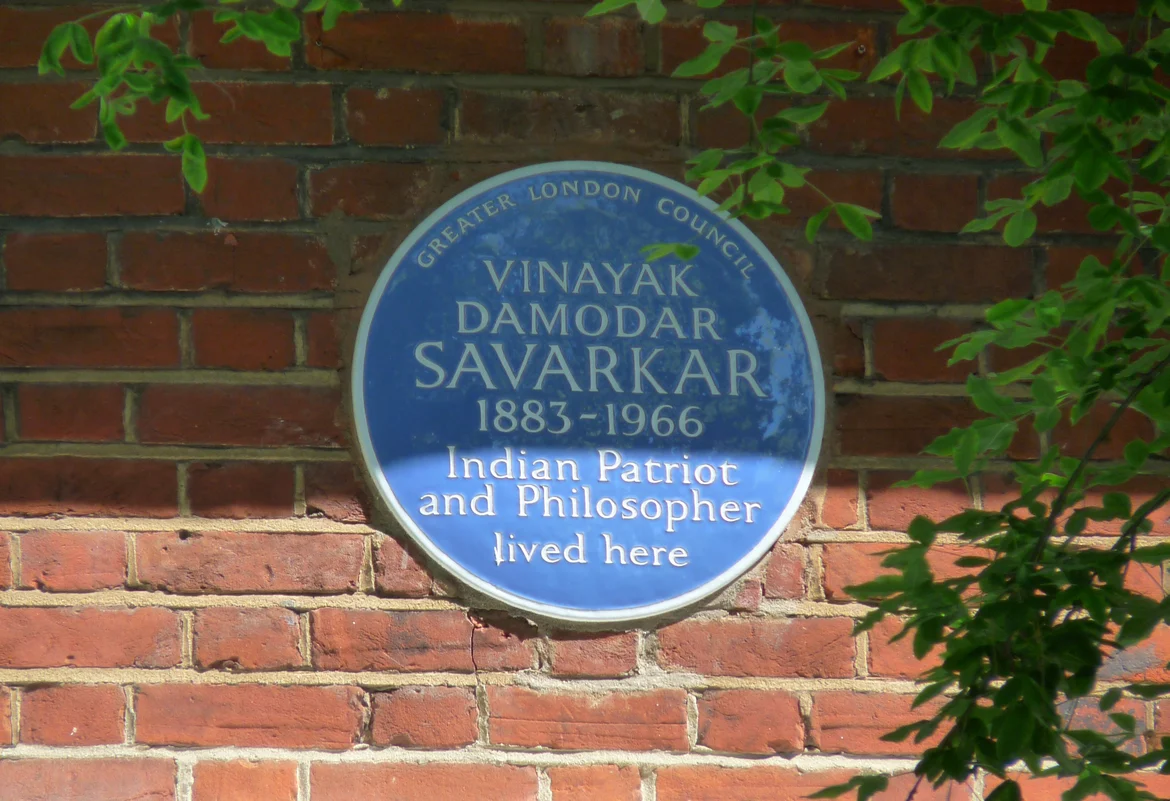 GREATER LONDON COUNCIL
VINAYAK
DAMODAR
SAVARKAR
1883-1966
Indian Patriot
and Philosopher
lived here